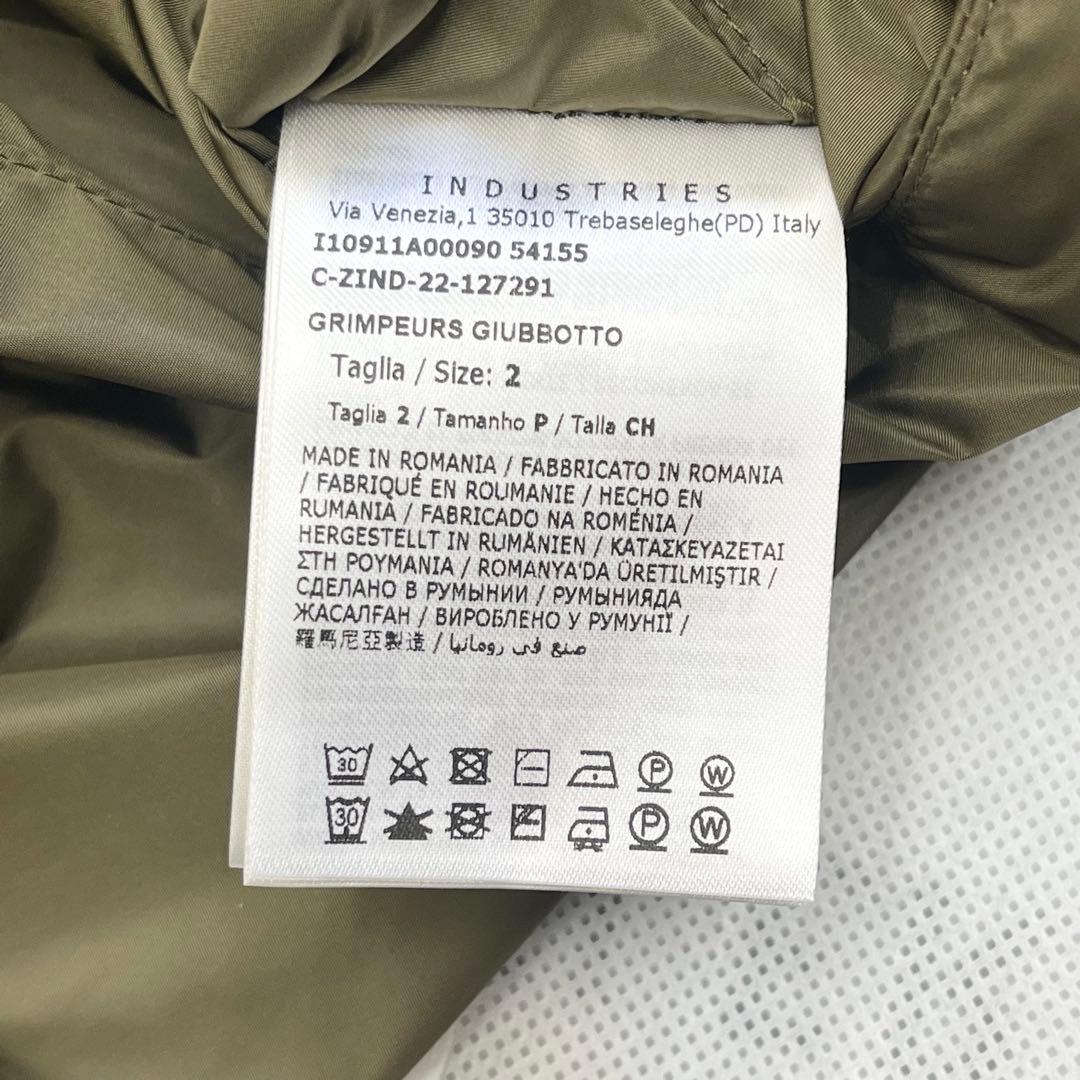 INDUSTRIES
Via Venezia,1 35010 Trebaseleghe(PD) Italy
I10911A00090 54155
C-ZIND-22-127291
GRIMPEURS GIUBBOTTO
Taglia / Size: 2
Taglia 2 / Tamanho P / Talla CH
MADE IN ROMANIA / FABBRICATO IN ROMANIA
/ FABRIQUÉ EN ROUMANIE / HECHO EN
RUMANIA / FABRICADO NA ROMÉNIA /
HERGESTELLT IN RUMÄNIEN / ΚΑΤΑΣΚΕΥΑΖΕΤΑΙ
ΣΤΗ ΡΟΥΜΑΝΙΑ / ROMANYA'DA ÜRETILMIŞTIR /
СДЕЛАНО В РУМЫНИИ / РУМЫНИЯДА
ЖАСАЛҒАН / ВИРОБЛЕНО У РУМУНІЇ /
羅馬尼亞製造 / صنع في رومانيا
30 P W
30 P W